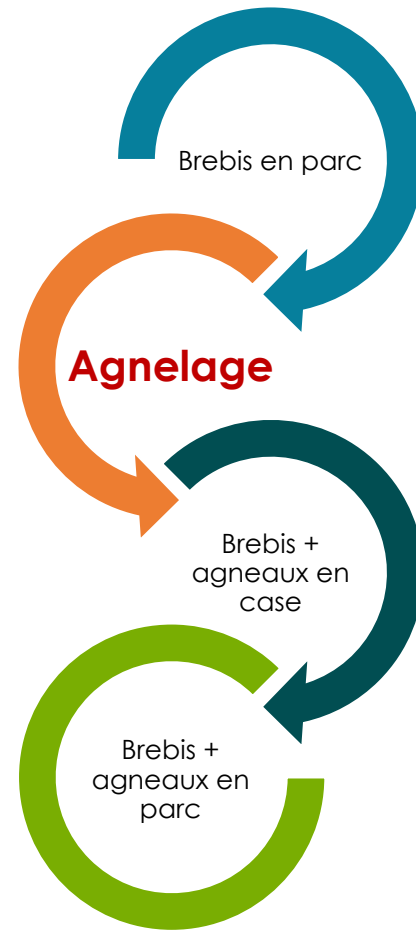 Brebis en parc
Agnelage
Brebis +
agneaux en
case
Brebis +
agneaux en
parc